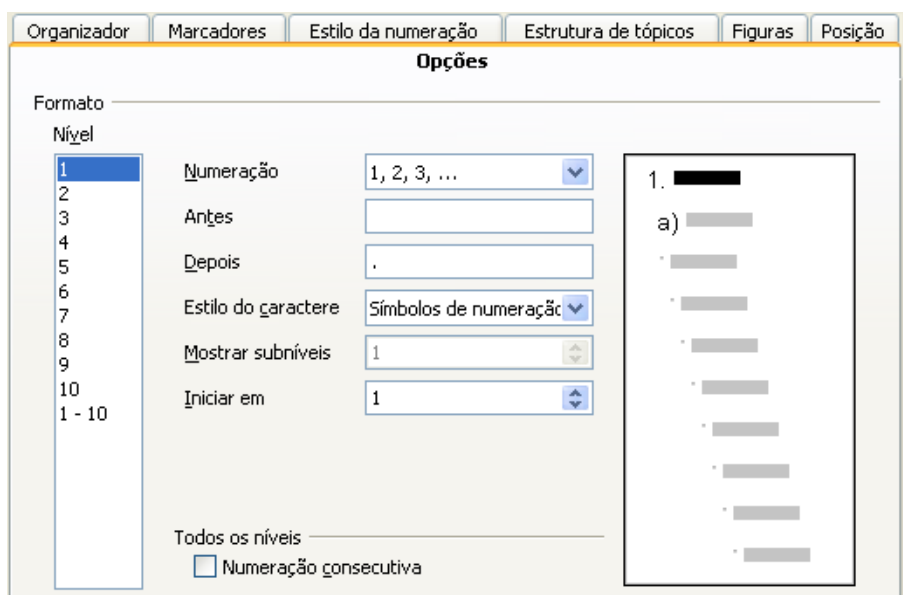 Organizador Marcadores Estilo da numeração Estrutura de tópicos Figuras Posição
Opções
Formato
Nível
1
2
3
4
5
6
7
8
9
10
1 - 10
Numeração 1, 2, 3, ...
Antes
Depois .
Estilo do caractere Símbolos de numeração
Mostrar subníveis 1
Iniciar em 1
Todos os níveis
Numeração consecutiva
1.
a)